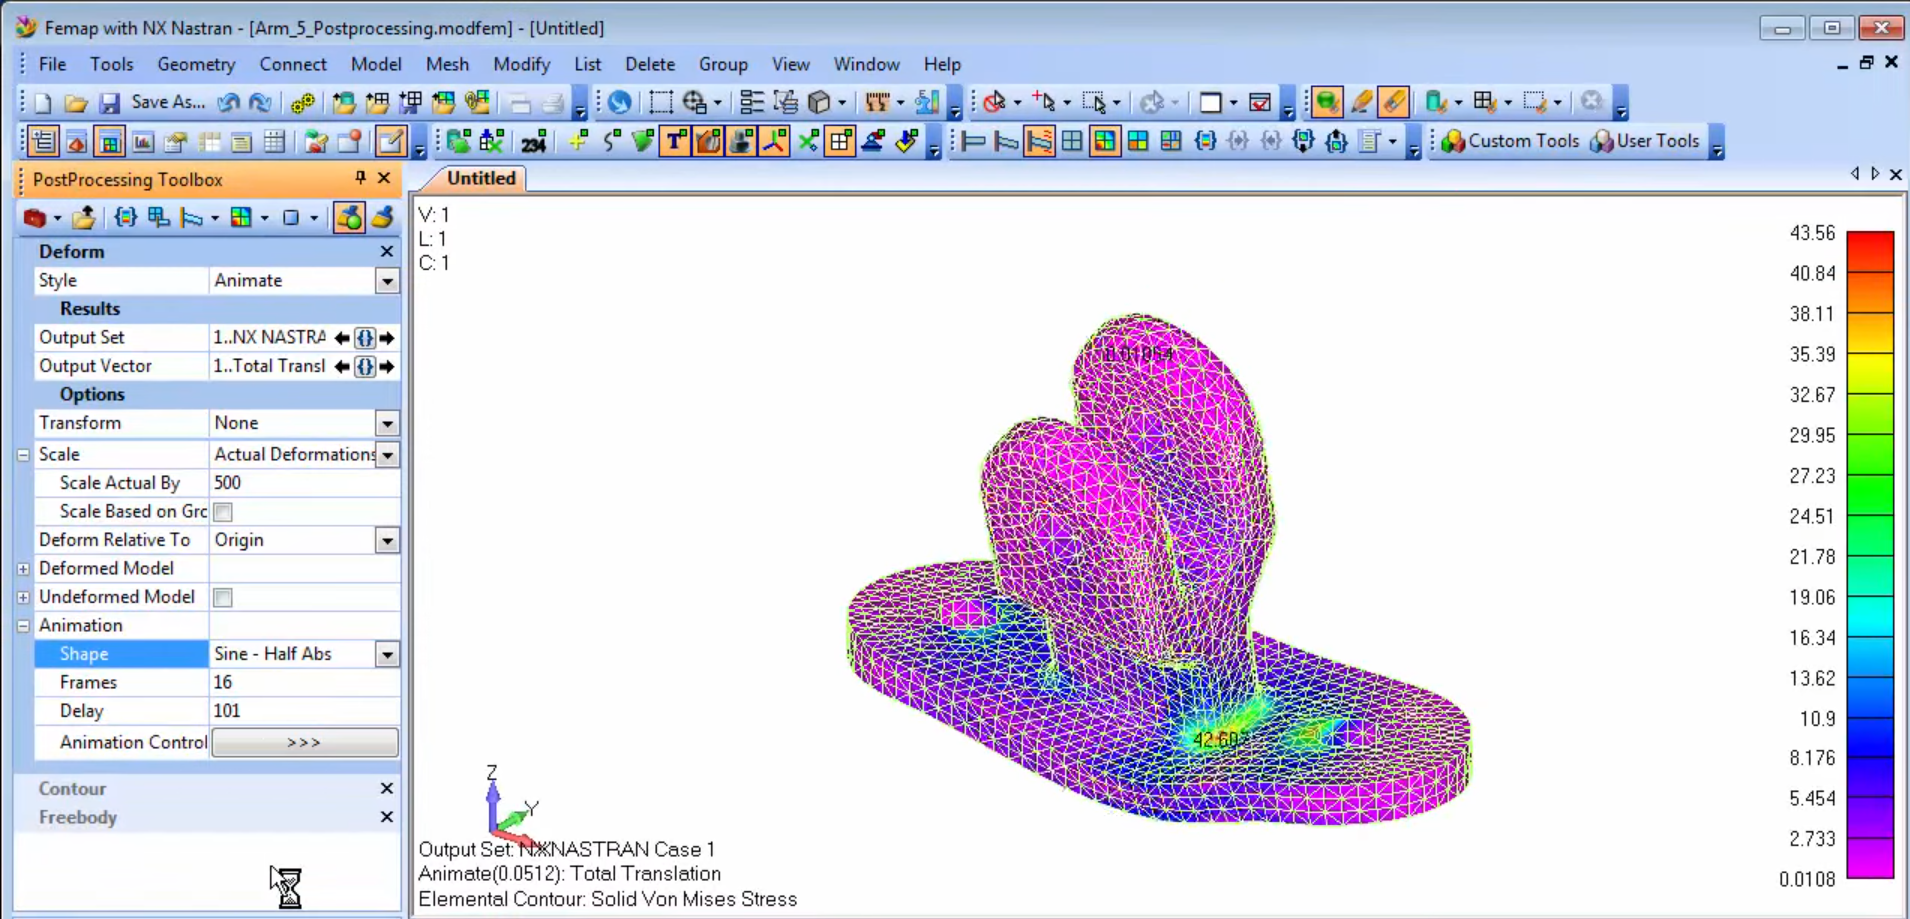 Femap with NX Nastran - [Arm_5_Postprocessing.modfem] - [Untitled]
File Tools Geometry Connect Model Mesh Modify List Delete Group View Window Help
Save As...
234 T Custom Tools User Tools
PostProcessing Toolbox
Untitled
Deform
Style Animate
Results
Output Set 1..NX NASTRA
Output Vector 1..Total Transl
Options
Transform None
Scale Actual Deformations
Scale Actual By 500
Scale Based on Grc
Deform Relative To Origin
Deformed Model
Undeformed Model
Animation
Shape Sine - Half Abs
Frames 16
Delay 101
Animation Control >>>
Contour
Freebody
V: 1
L: 1
C: 1
42.603
Z
Y
Output Set: NX NASTRAN Case 1
Animate(0.0512): Total Translation
Elemental Contour: Solid Von Mises Stress
43.56
40.84
38.11
35.39
32.67
29.95
27.23
24.51
21.78
19.06
16.34
13.62
10.9
8.176
5.454
2.733
0.0108